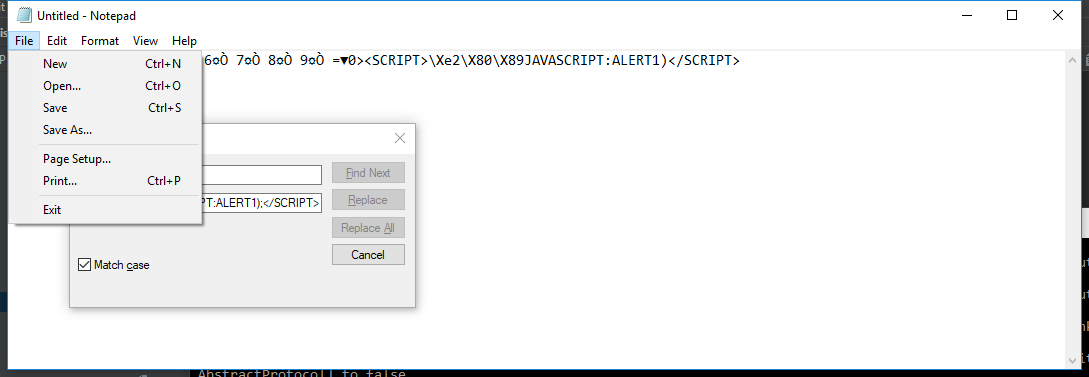 Untitled - Notepad
File Edit Format View Help
6¤Ò 7¤Ò 8¤Ò 9¤Ò =▼0><SCRIPT>\Xe2\X80\X89JAVASCRIPT:ALERT1)</SCRIPT>
New Ctrl+N
Open... Ctrl+O
Save Ctrl+S
Save As...
Page Setup...
Print... Ctrl+P
Exit
Find Next
PT:ALERT1);</SCRIPT>
Replace
Replace All
Cancel
Match case
AbstractProtocol] to false